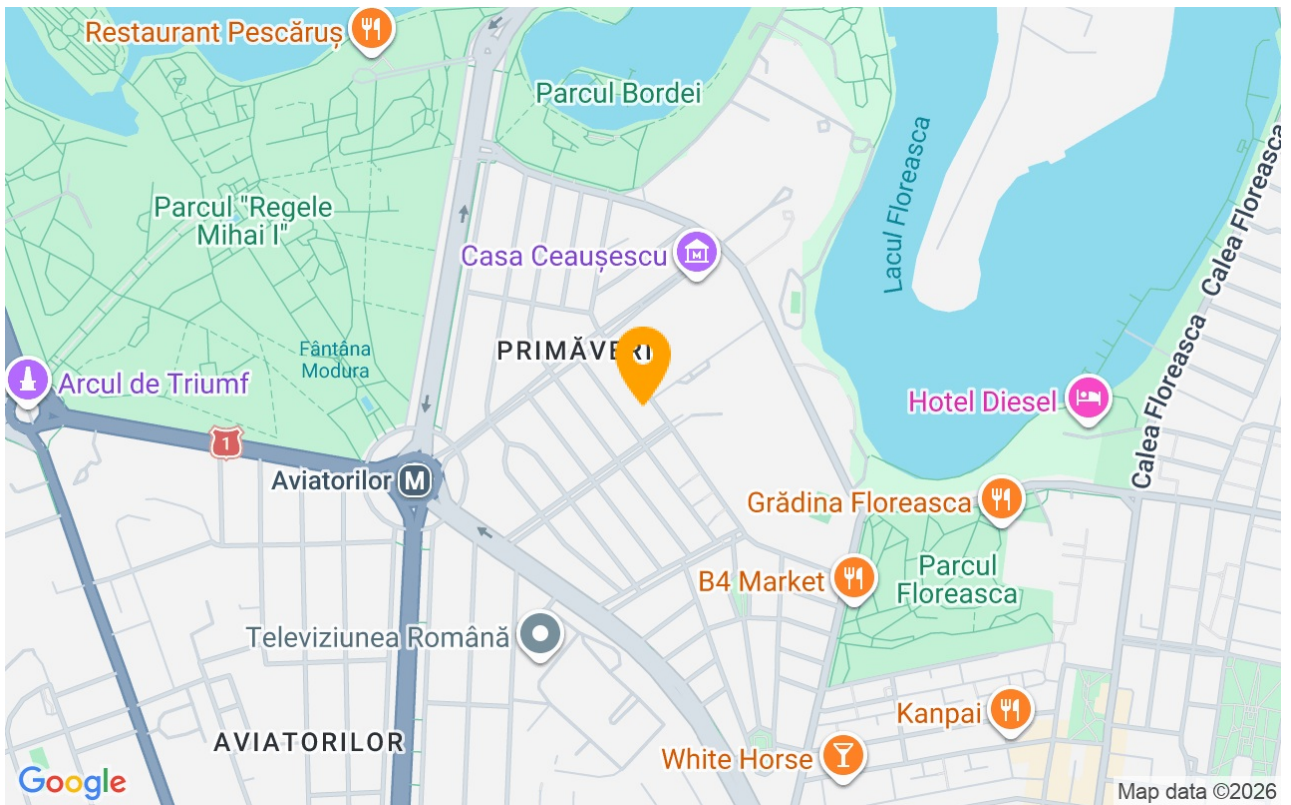 Restaurant Pescăruș
Parcul Bordei
Lacul Floreasca
Calea Floreasca
Calea Floreasca
Parcul "Regele
Mihai I"
Casa Ceaușescu
Fântâna
Modura
Arcul de Triumf
Hotel Diesel
1
Aviatorilor
M
Grădina Floreasca
B4 Market
Parcul
Floreasca
Televiziunea Română
Kanpai
AVIATORILOR
White Horse
Google
Map data ©2026